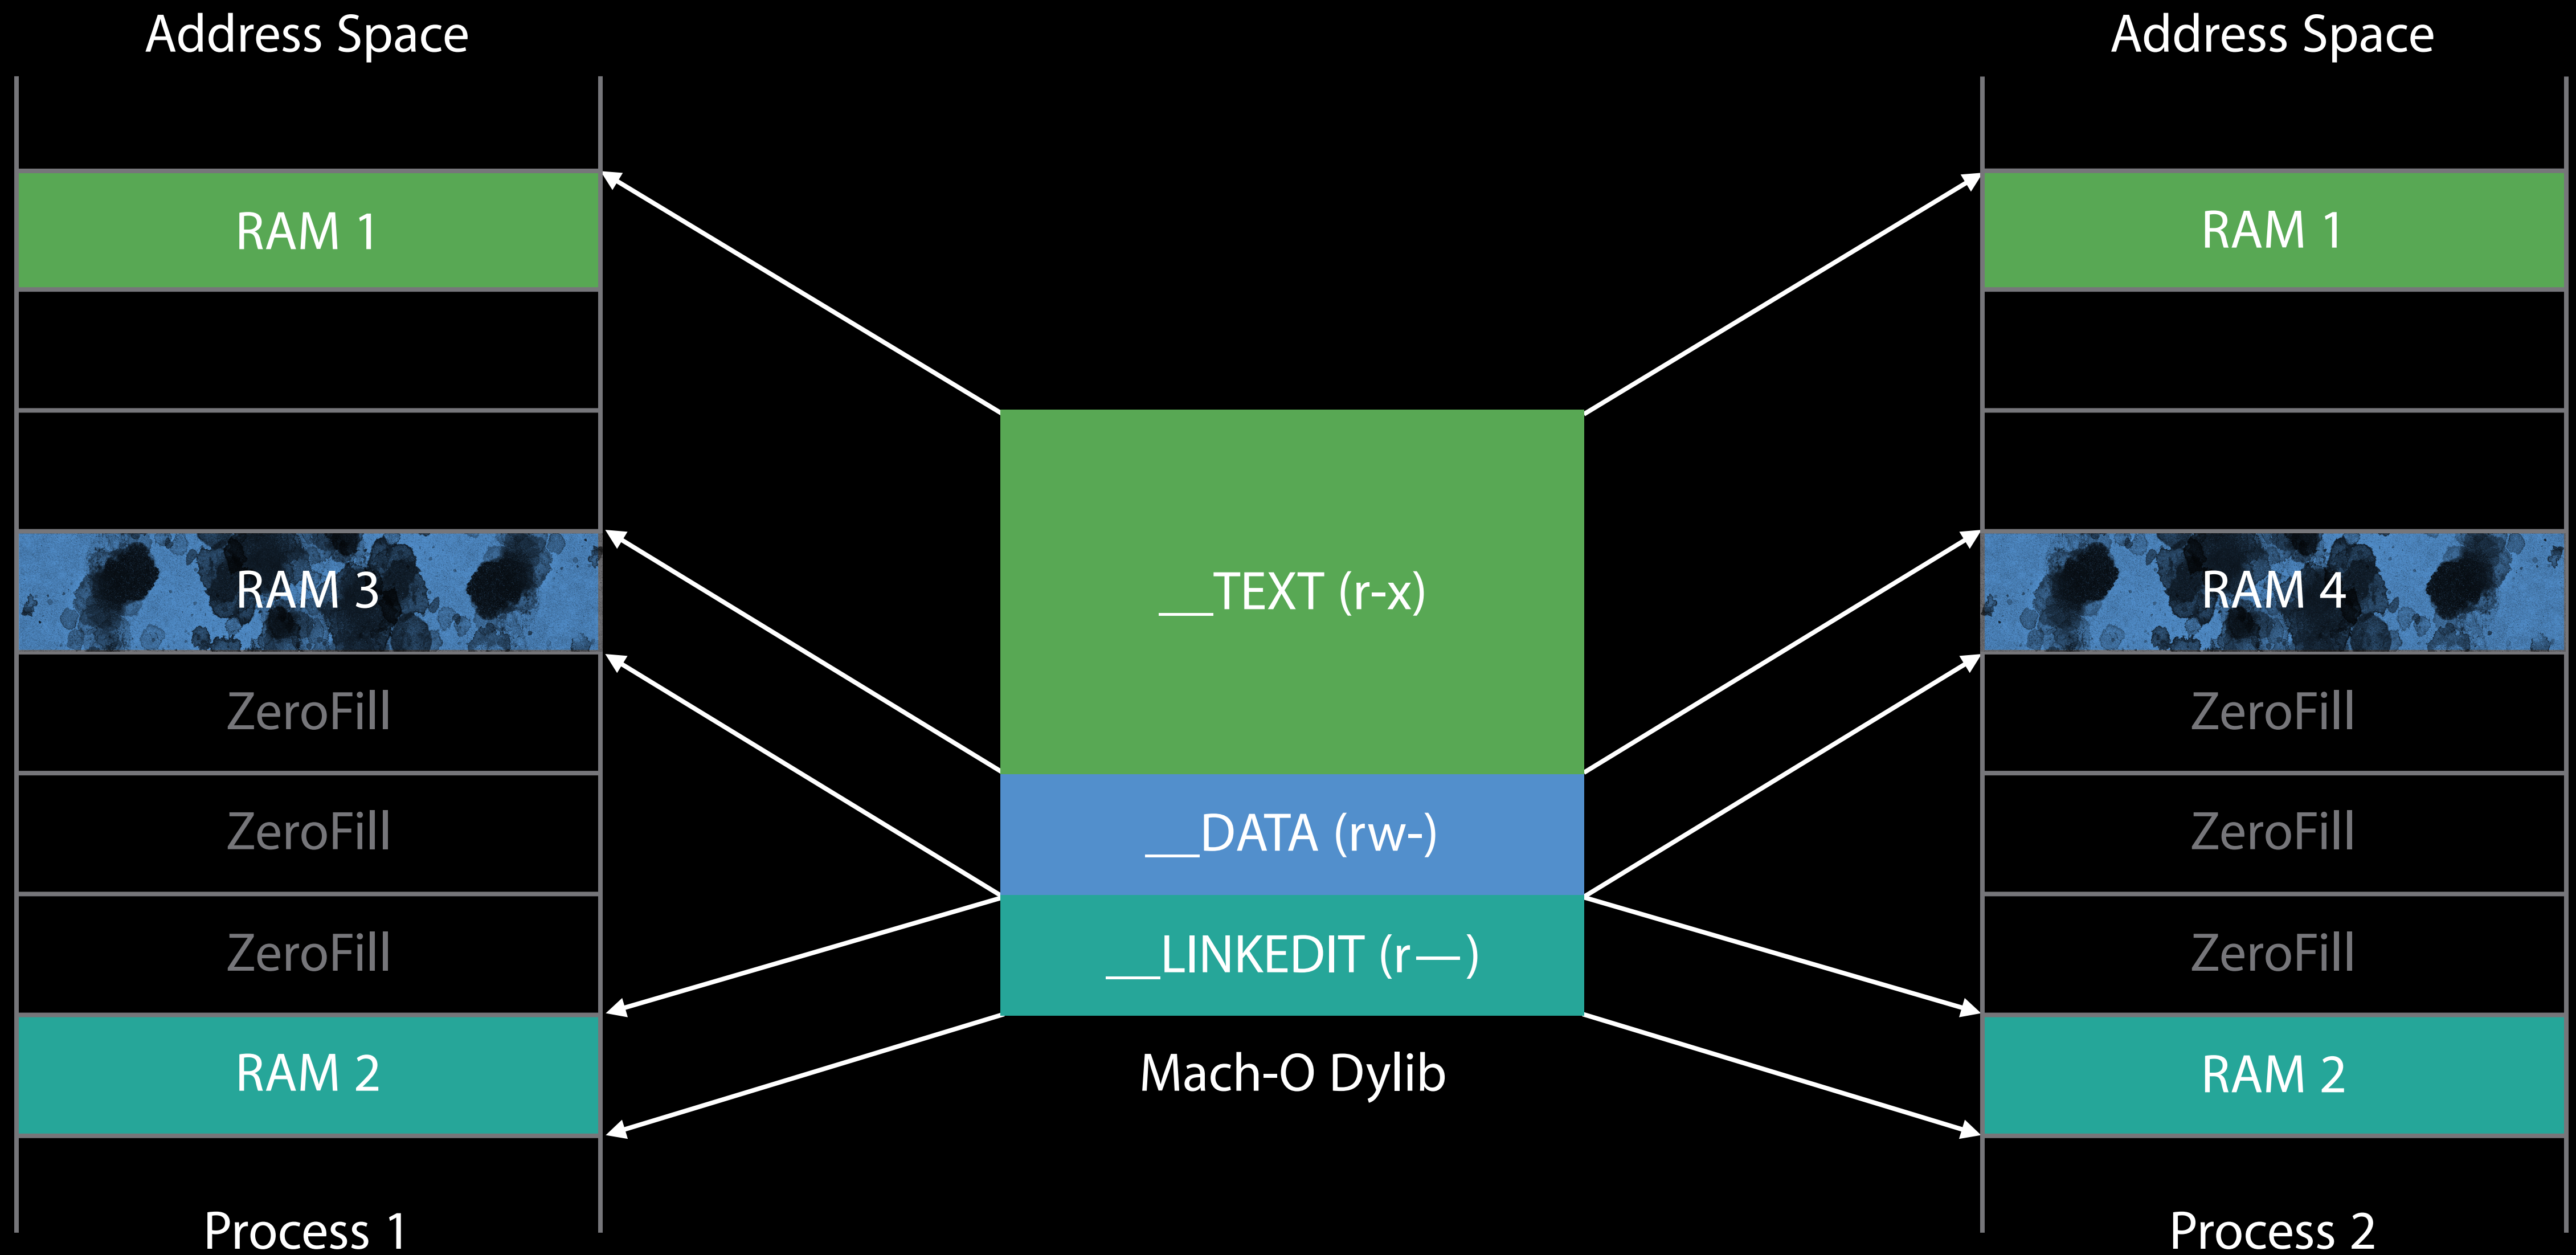 Address Space
RAM 1
RAM 3
ZeroFill
ZeroFill
ZeroFill
RAM 2
Process 1
__TEXT (r-x)
__DATA (rw-)
__LINKEDIT (r—)
Mach-O Dylib
Address Space
RAM 1
RAM 4
ZeroFill
ZeroFill
ZeroFill
RAM 2
Process 2